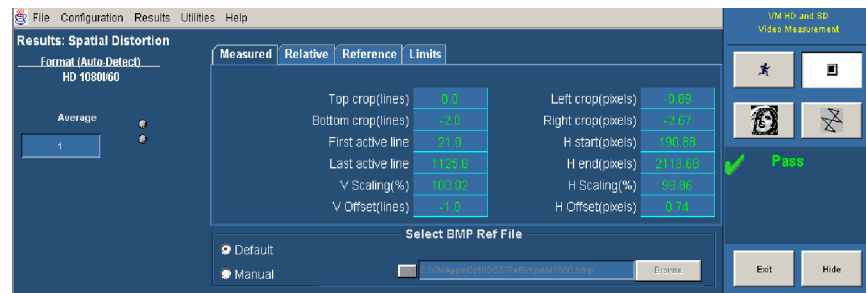 File Configuration Results Utilities Help
Results: Spatial Distortion
Format (Auto-Detect)
HD 1080I/60
Average
1
Measured Relative Reference Limits
Top crop(lines) 0.0 Left crop(pixels) -0.89
Bottom crop(lines) -2.0 Right crop(pixels) -2.67
First active line 21.0 H start(pixels) 190.88
Last active line 1125.0 H end(pixels) 2113.68
V Scaling(%) 100.02 H Scaling(%) 99.86
V Offset(lines) -1.0 H Offset(pixels) 0.74
Select BMP Ref File
Default
Manual
Browse
VM HD and SD
Video Measurement
Pass
Exit Hide